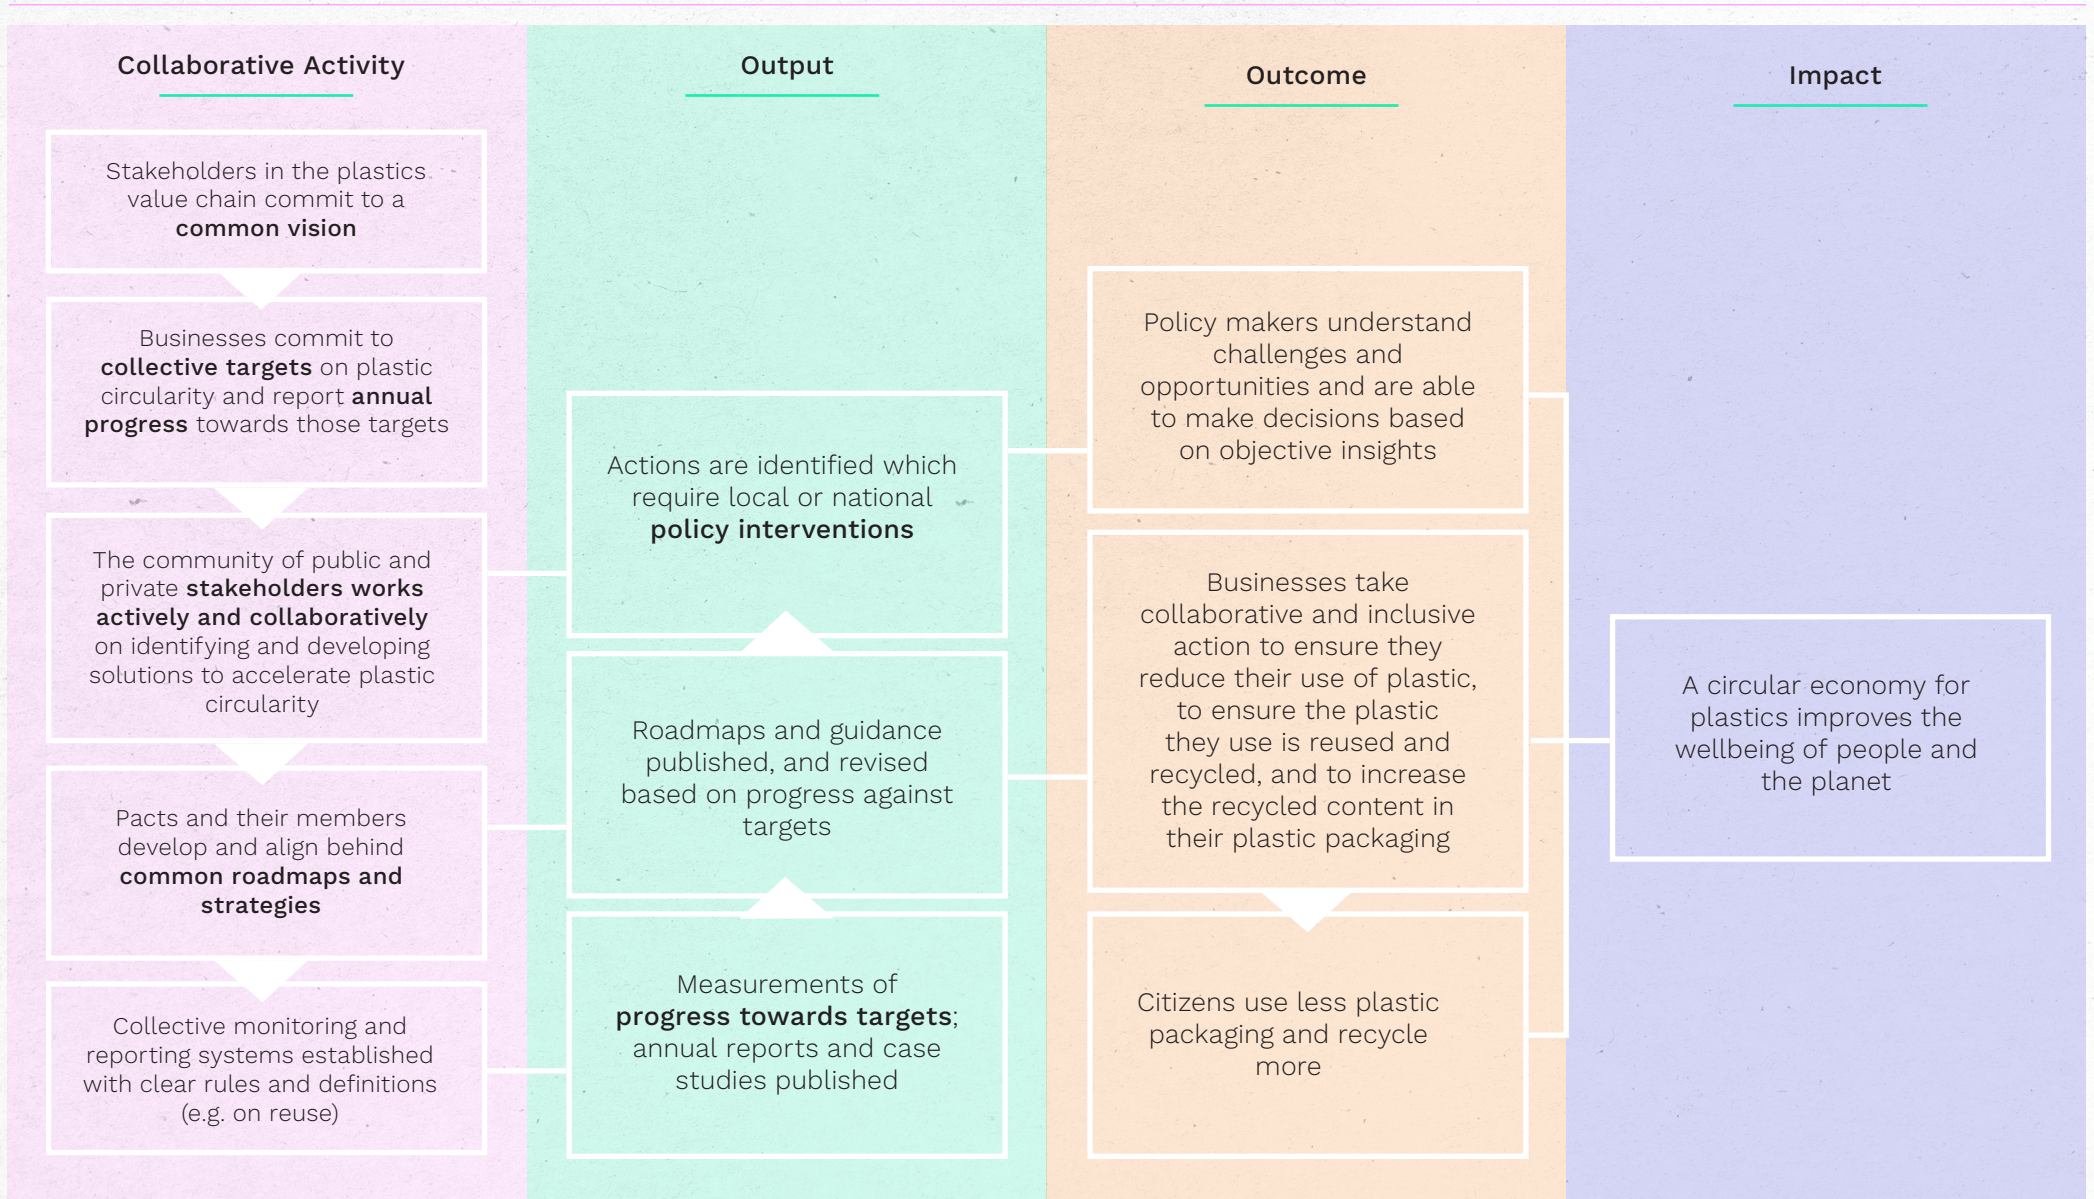 Collaborative Activity
Stakeholders in the plastics
value chain commit to a
common vision
Businesses commit to
collective targets on plastic
circularity and report annual
progress towards those targets
The community of public and
private stakeholders works
actively and collaboratively
on identifying and developing
solutions to accelerate plastic
circularity
Pacts and their members
develop and align behind
common roadmaps and
strategies
Collective monitoring and
reporting systems established
with clear rules and definitions
(e.g. on reuse)
Output
Actions are identified which
require local or national
policy interventions
Roadmaps and guidance
published, and revised
based on progress against
targets
Measurements of
progress towards targets;
annual reports and case
studies published
Outcome
Policy makers understand
challenges and
opportunities and are able
to make decisions based
on objective insights
Businesses take
collaborative and inclusive
action to ensure they
reduce their use of plastic,
to ensure the plastic
they use is reused and
recycled, and to increase
the recycled content in
their plastic packaging
Citizens use less plastic
packaging and recycle
more
Impact
A circular economy for
plastics improves the
wellbeing of people and
the planet